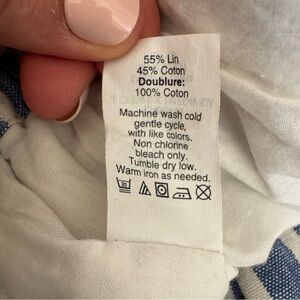 55% Lin
45% Coton
Doublure:
100% Coton
Machine wash cold
gentle cycle,
with like colors.
Non chlorine
bleach only.
Tumble dry low.
Warm iron as needed.